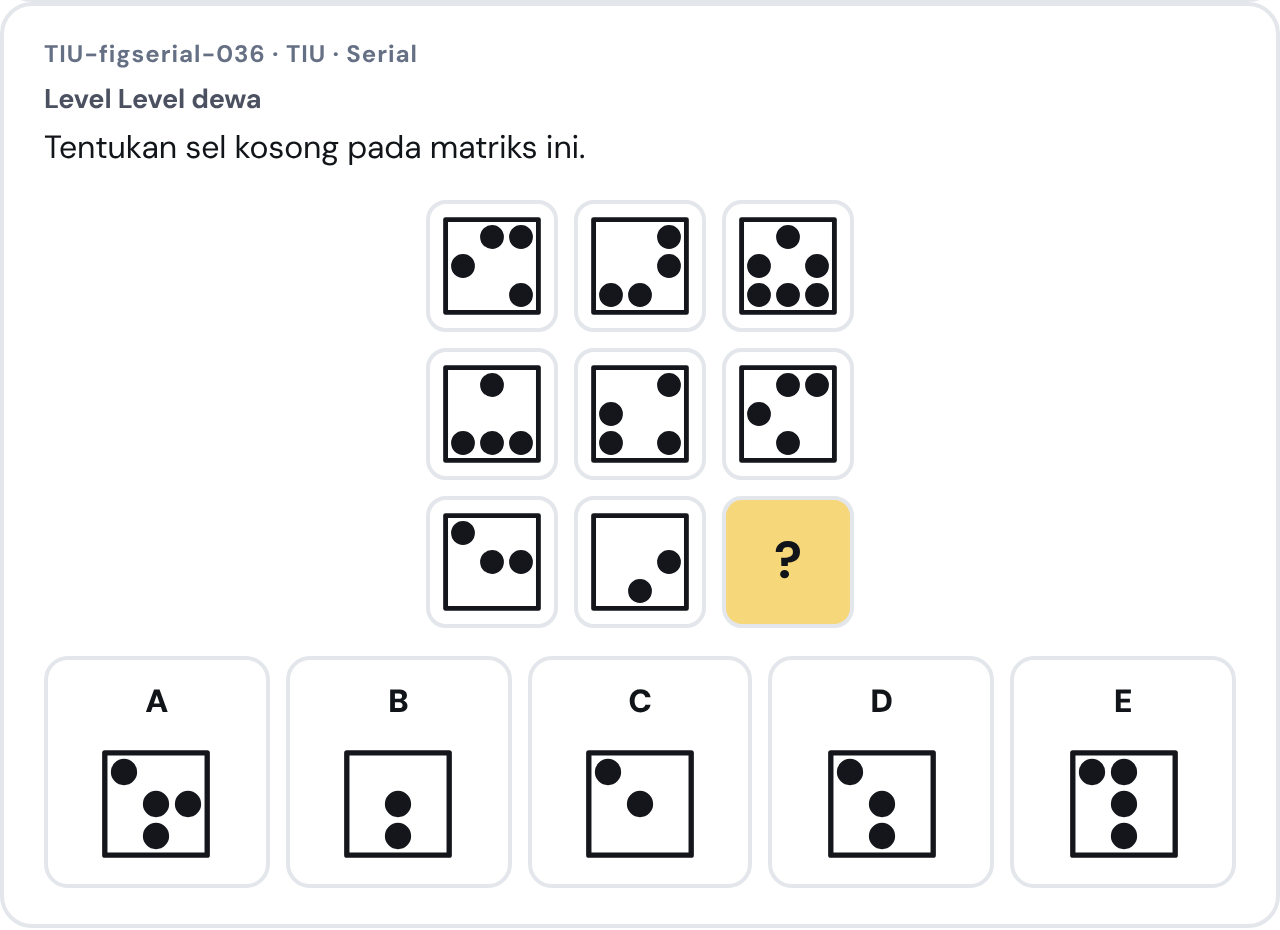 TIU-figserial-036 · TIU · Serial
Level Level dewa
Tentukan sel kosong pada matriks ini.
?
A B C D E